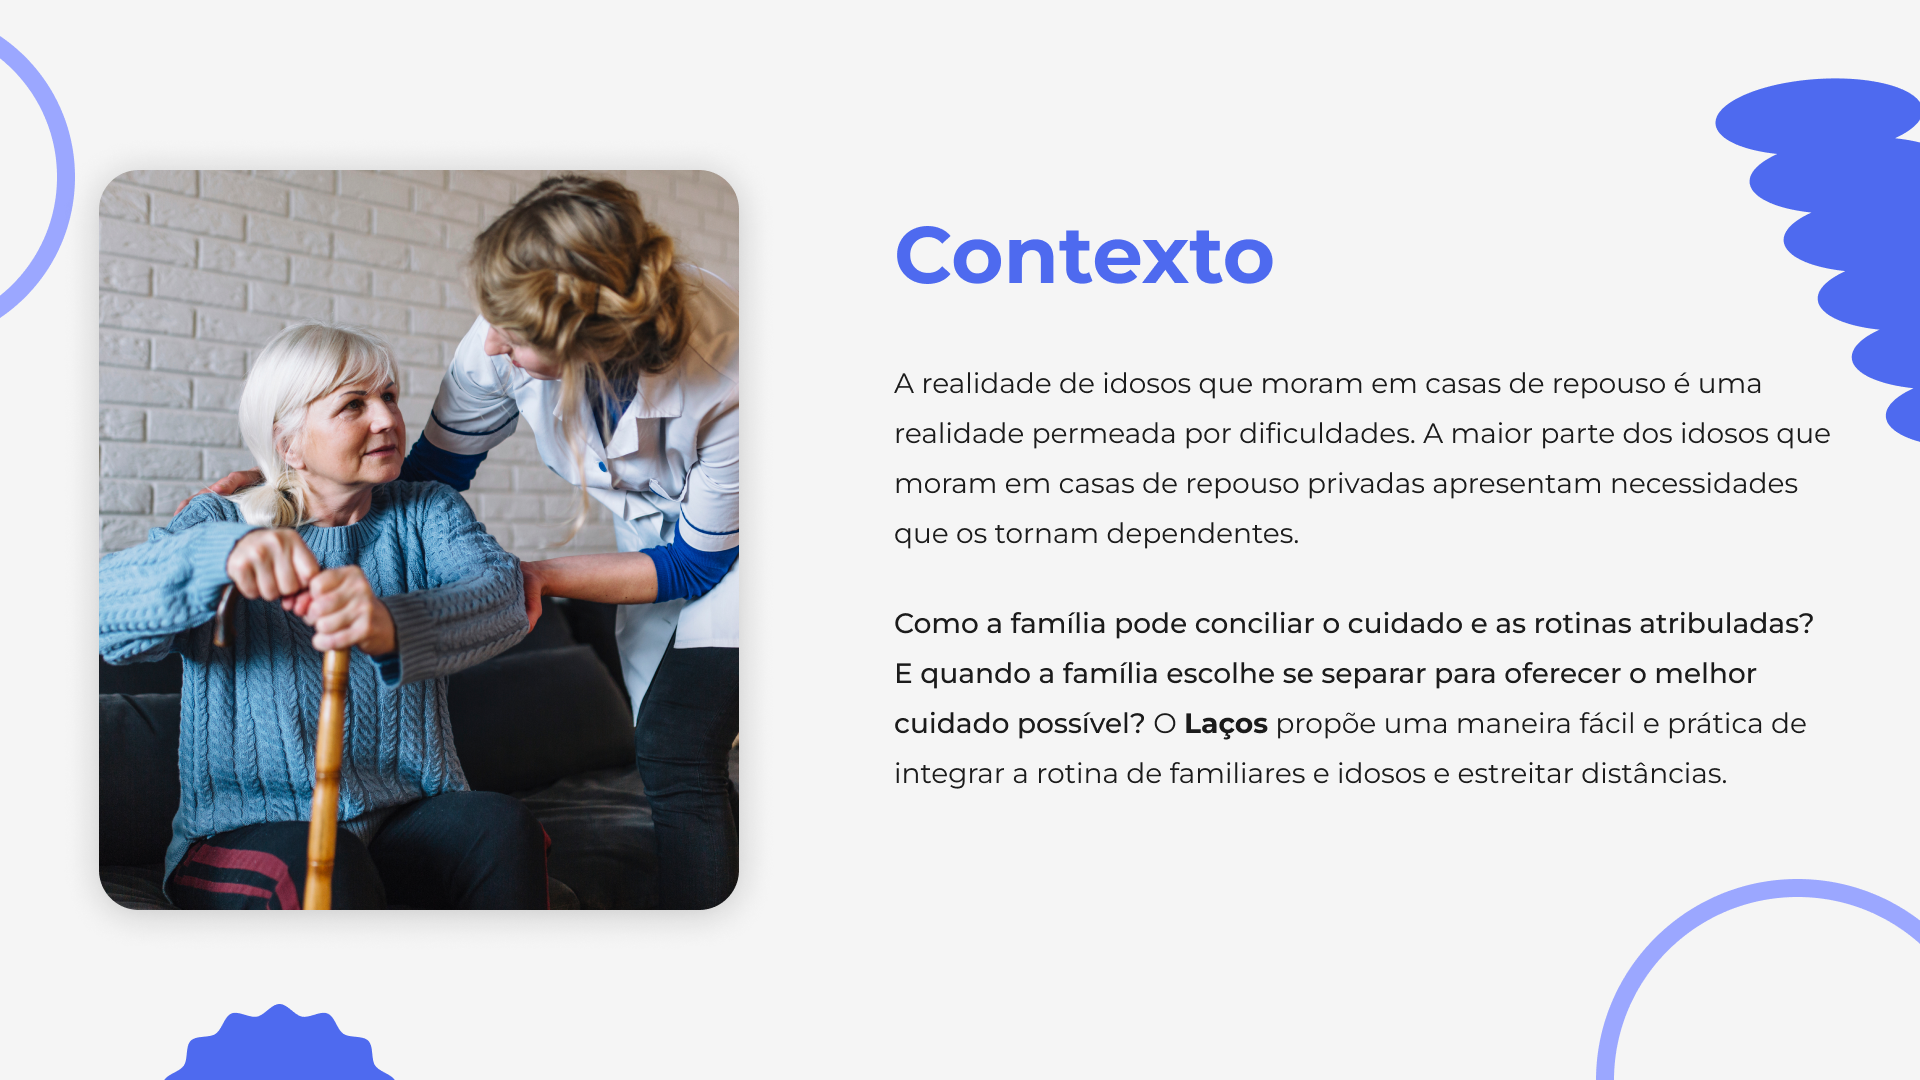 Contexto
A realidade de idosos que moram em casas de repouso é uma
realidade permeada por dificuldades. A maior parte dos idosos que
moram em casas de repouso privadas apresentam necessidades
que os tornam dependentes.
Como a família pode conciliar o cuidado e as rotinas atribuladas?
E quando a família escolhe se separar para oferecer o melhor
cuidado possível? O Laços propõe uma maneira fácil e prática de
integrar a rotina de familiares e idosos e estreitar distâncias.